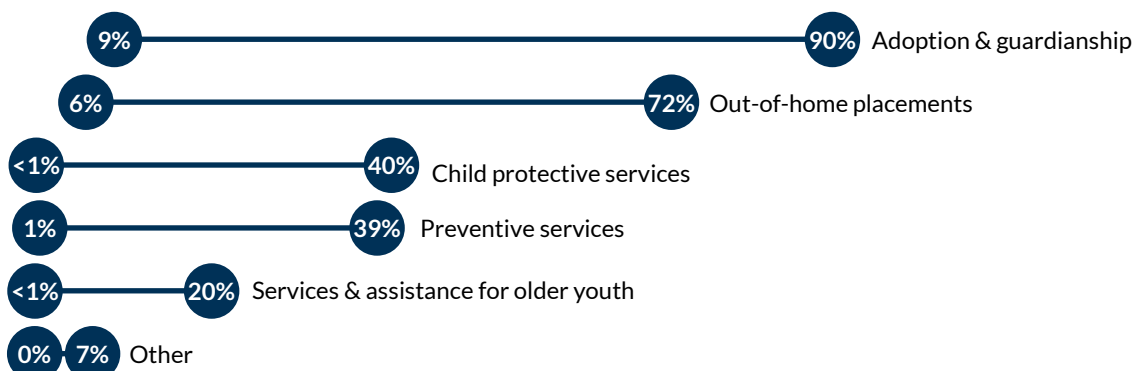 9% 90% Adoption & guardianship
6% 72% Out-of-home placements
<1% 40% Child protective services
1% 39% Preventive services
<1% 20% Services & assistance for older youth
0% 7% Other